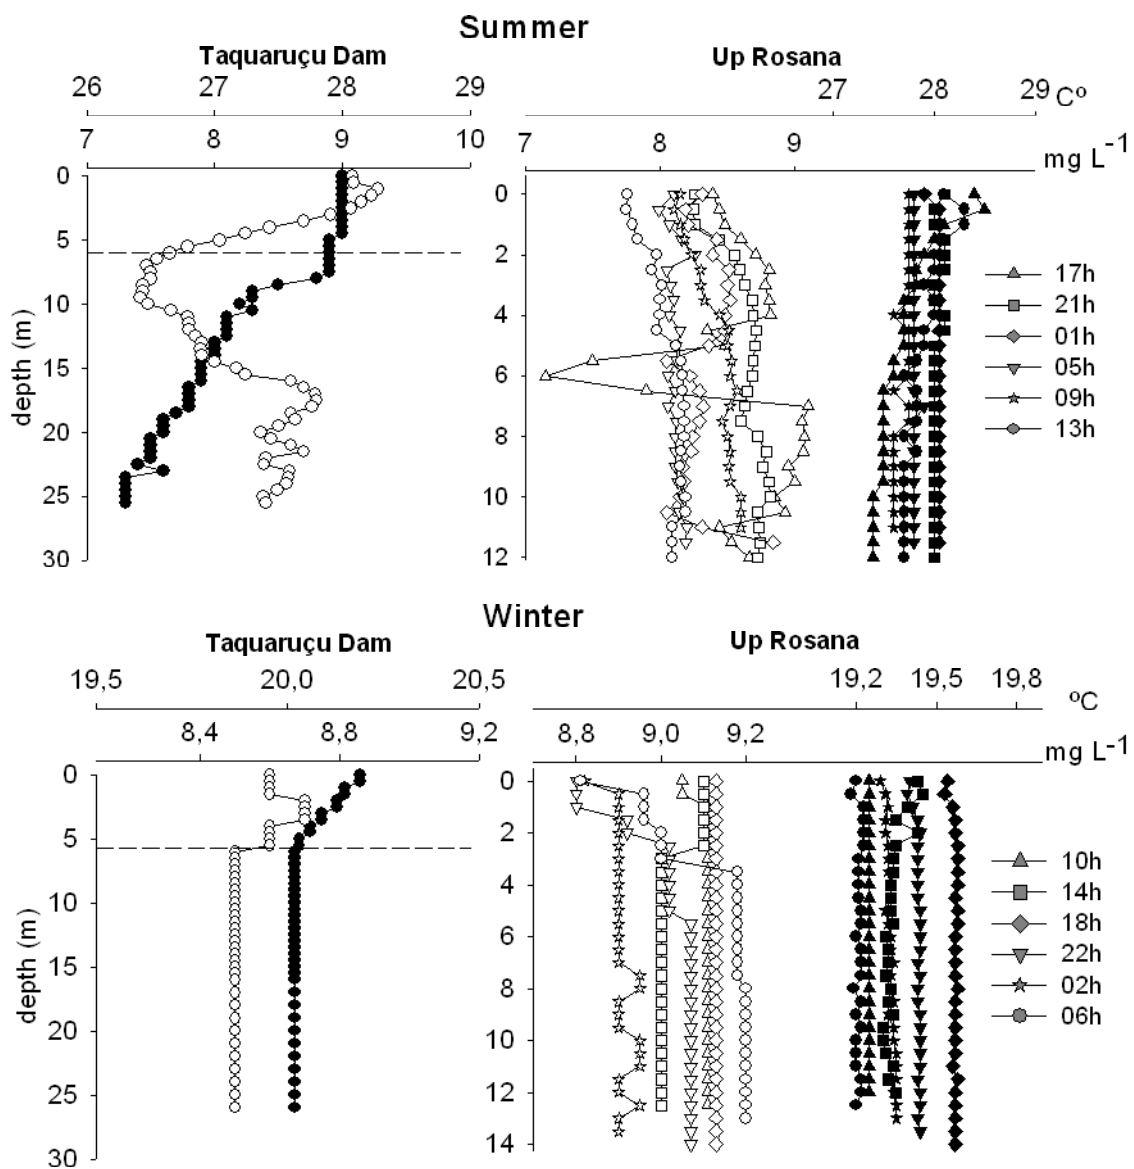 Summer
Taquaruçu Dam
Up Rosana
26 27 28 29
27 28 29 Cº
7 8 9 10
7 8 9
mg L-1
0
5
10
15
20
25
30
depth (m)
0
2
4
6
8
10
12
17h
21h
01h
05h
09h
13h
Winter
Taquaruçu Dam
Up Rosana
19,5 20,0 20,5
19,2 19,5 19,8
ºC
8,4 8,8 9,2
8,8 9,0 9,2
mg L-1
0
5
10
15
20
25
30
depth (m)
0
2
4
6
8
10
12
14
10h
14h
18h
22h
02h
06h